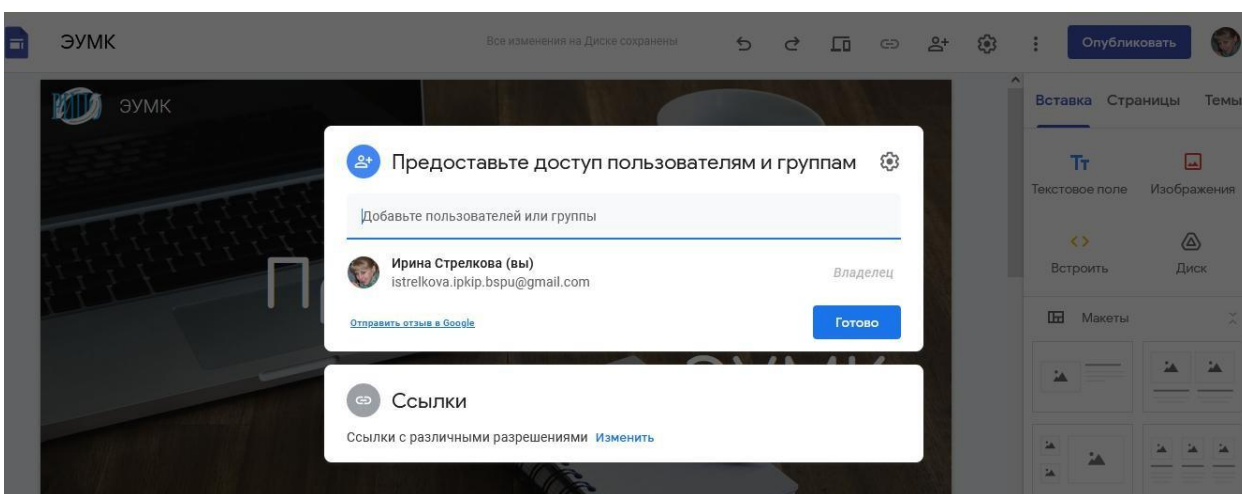 ЭУМК
Все изменения на Диске сохранены
Опубликовать
ЭУМК
Вставка Страницы Темы
Предоставьте доступ пользователям и группам
Добавьте пользователей или группы
Ирина Стрелкова (вы)
istrelkova.ipkip.bspu@gmail.com
Владелец
Отправить отзыв в Google
Готово
Тт
Текстовое поле Изображения
Встроить Диск
Макеты
Ссылки
Ссылки с различными разрешениями Изменить